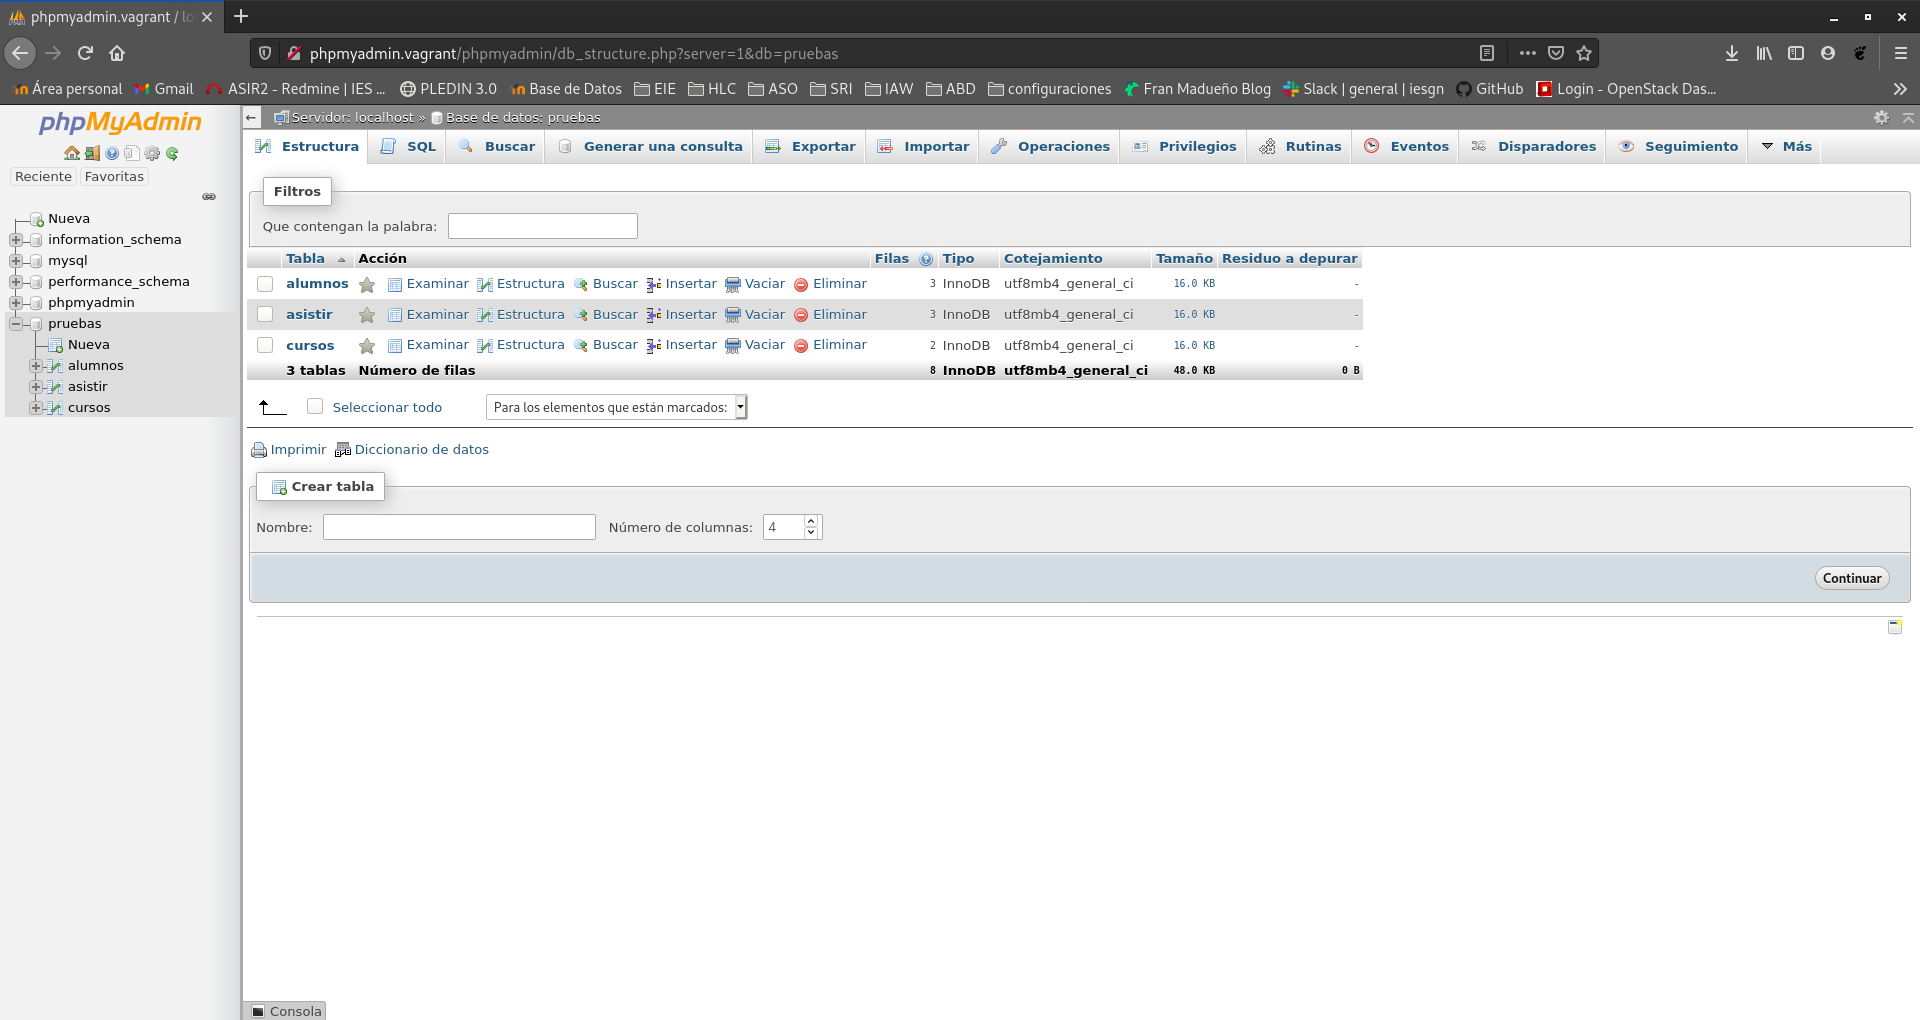 phpmyadmin.vagrant / lo
phpmyadmin.vagrant/phpmyadmin/db_structure.php?server=1&db=pruebas
Área personal Gmail ASIR2 - Redmine | IES ... PLEDIN 3.0 Base de Datos EIE HLC ASO SRI IAW ABD configuraciones Fran Madueño Blog Slack | general | iesgn GitHub Login - OpenStack Das...
phpMyAdmin
Reciente Favoritas
Nueva
information_schema
mysql
performance_schema
phpmyadmin
pruebas
Nueva
alumnos
asistir
cursos
Servidor: localhost » Base de datos: pruebas
Estructura SQL Buscar Generar una consulta Exportar Importar Operaciones Privilegios Rutinas Eventos Disparadores Seguimiento Más
Filtros
Que contengan la palabra:
Tabla Acción Filas Tipo Cotejamiento Tamaño Residuo a depurar
alumnos Examinar Estructura Buscar Insertar Vaciar Eliminar 3 InnoDB utf8mb4_general_ci 16.0 KB -
asistir Examinar Estructura Buscar Insertar Vaciar Eliminar 3 InnoDB utf8mb4_general_ci 16.0 KB -
cursos Examinar Estructura Buscar Insertar Vaciar Eliminar 2 InnoDB utf8mb4_general_ci 16.0 KB -
3 tablas Número de filas 8 InnoDB utf8mb4_general_ci 48.0 KB 0 B
Seleccionar todo Para los elementos que están marcados:
Imprimir Diccionario de datos
Crear tabla
Nombre: Número de columnas: 4
Continuar
Consola